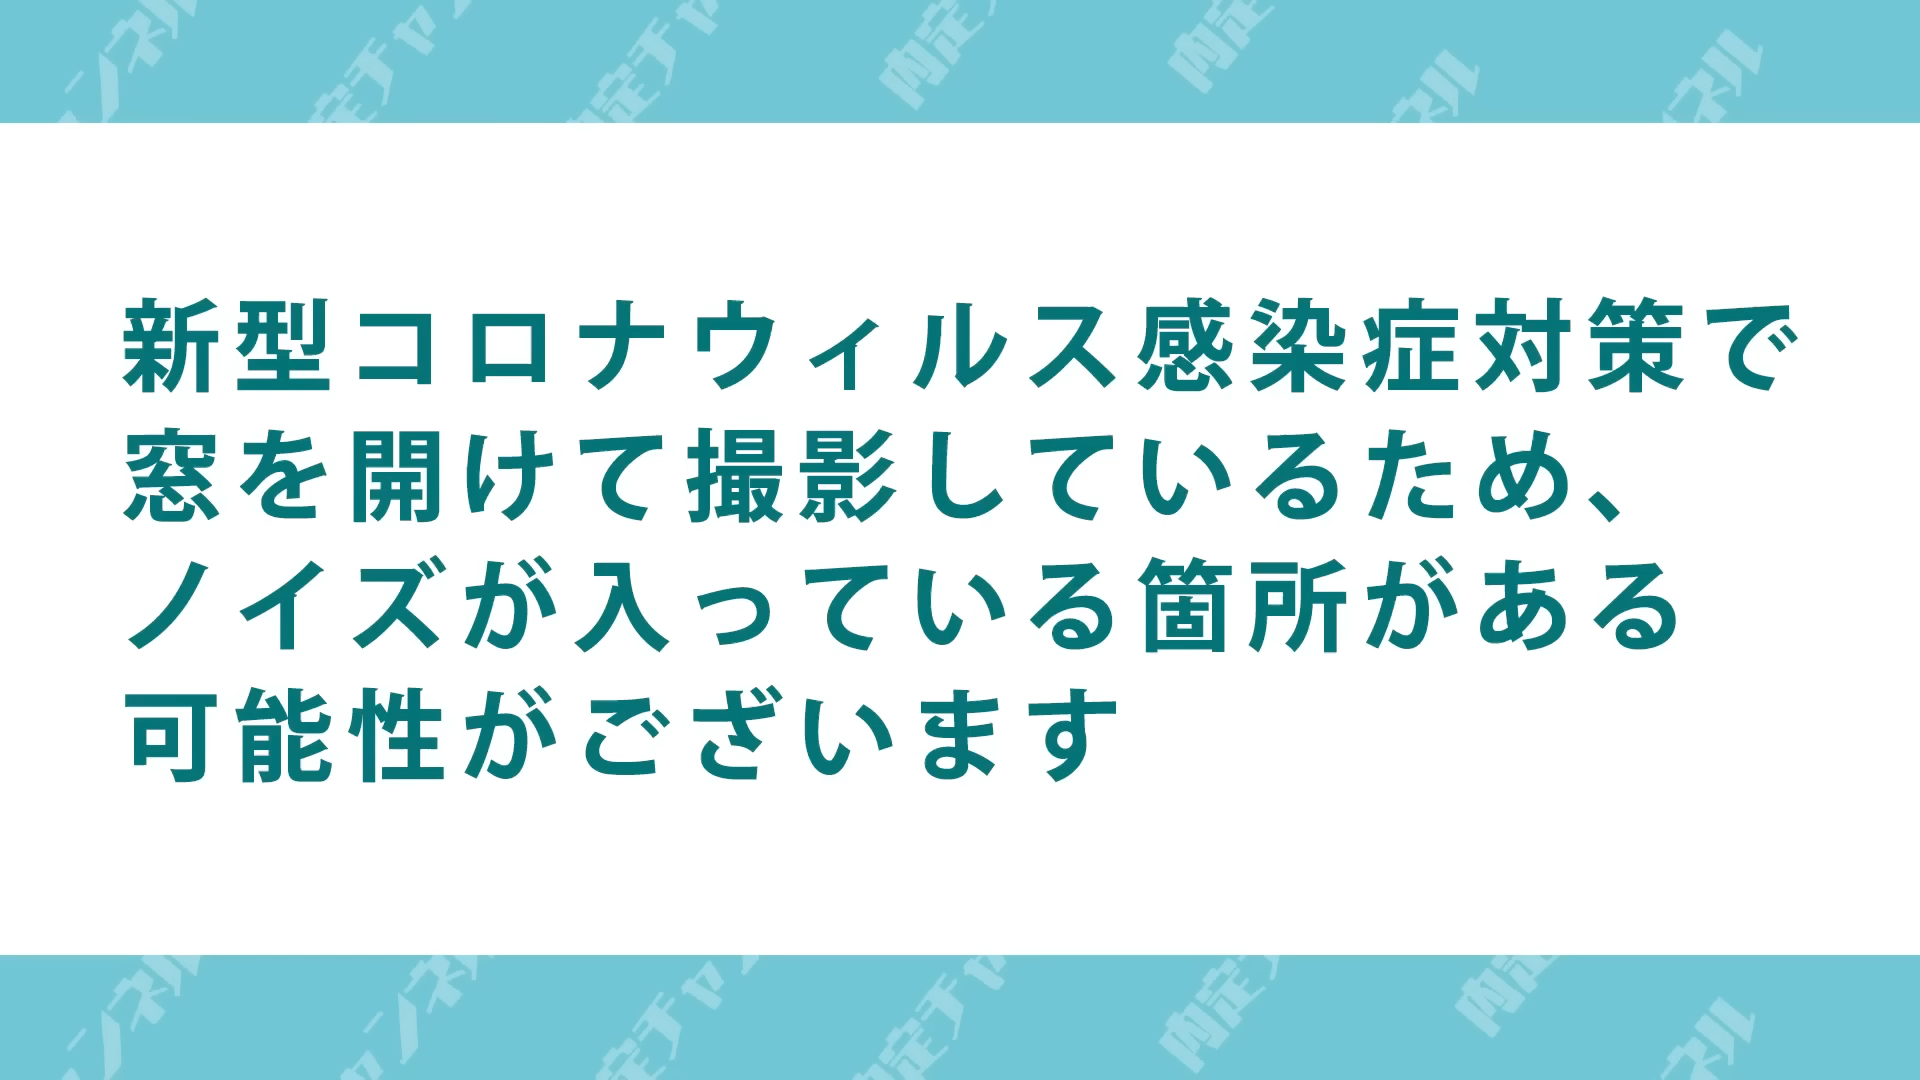 新型コロナウィルス感染症対策で
窓を開けて撮影しているため、
ノイズが入っている箇所がある
可能性がございます